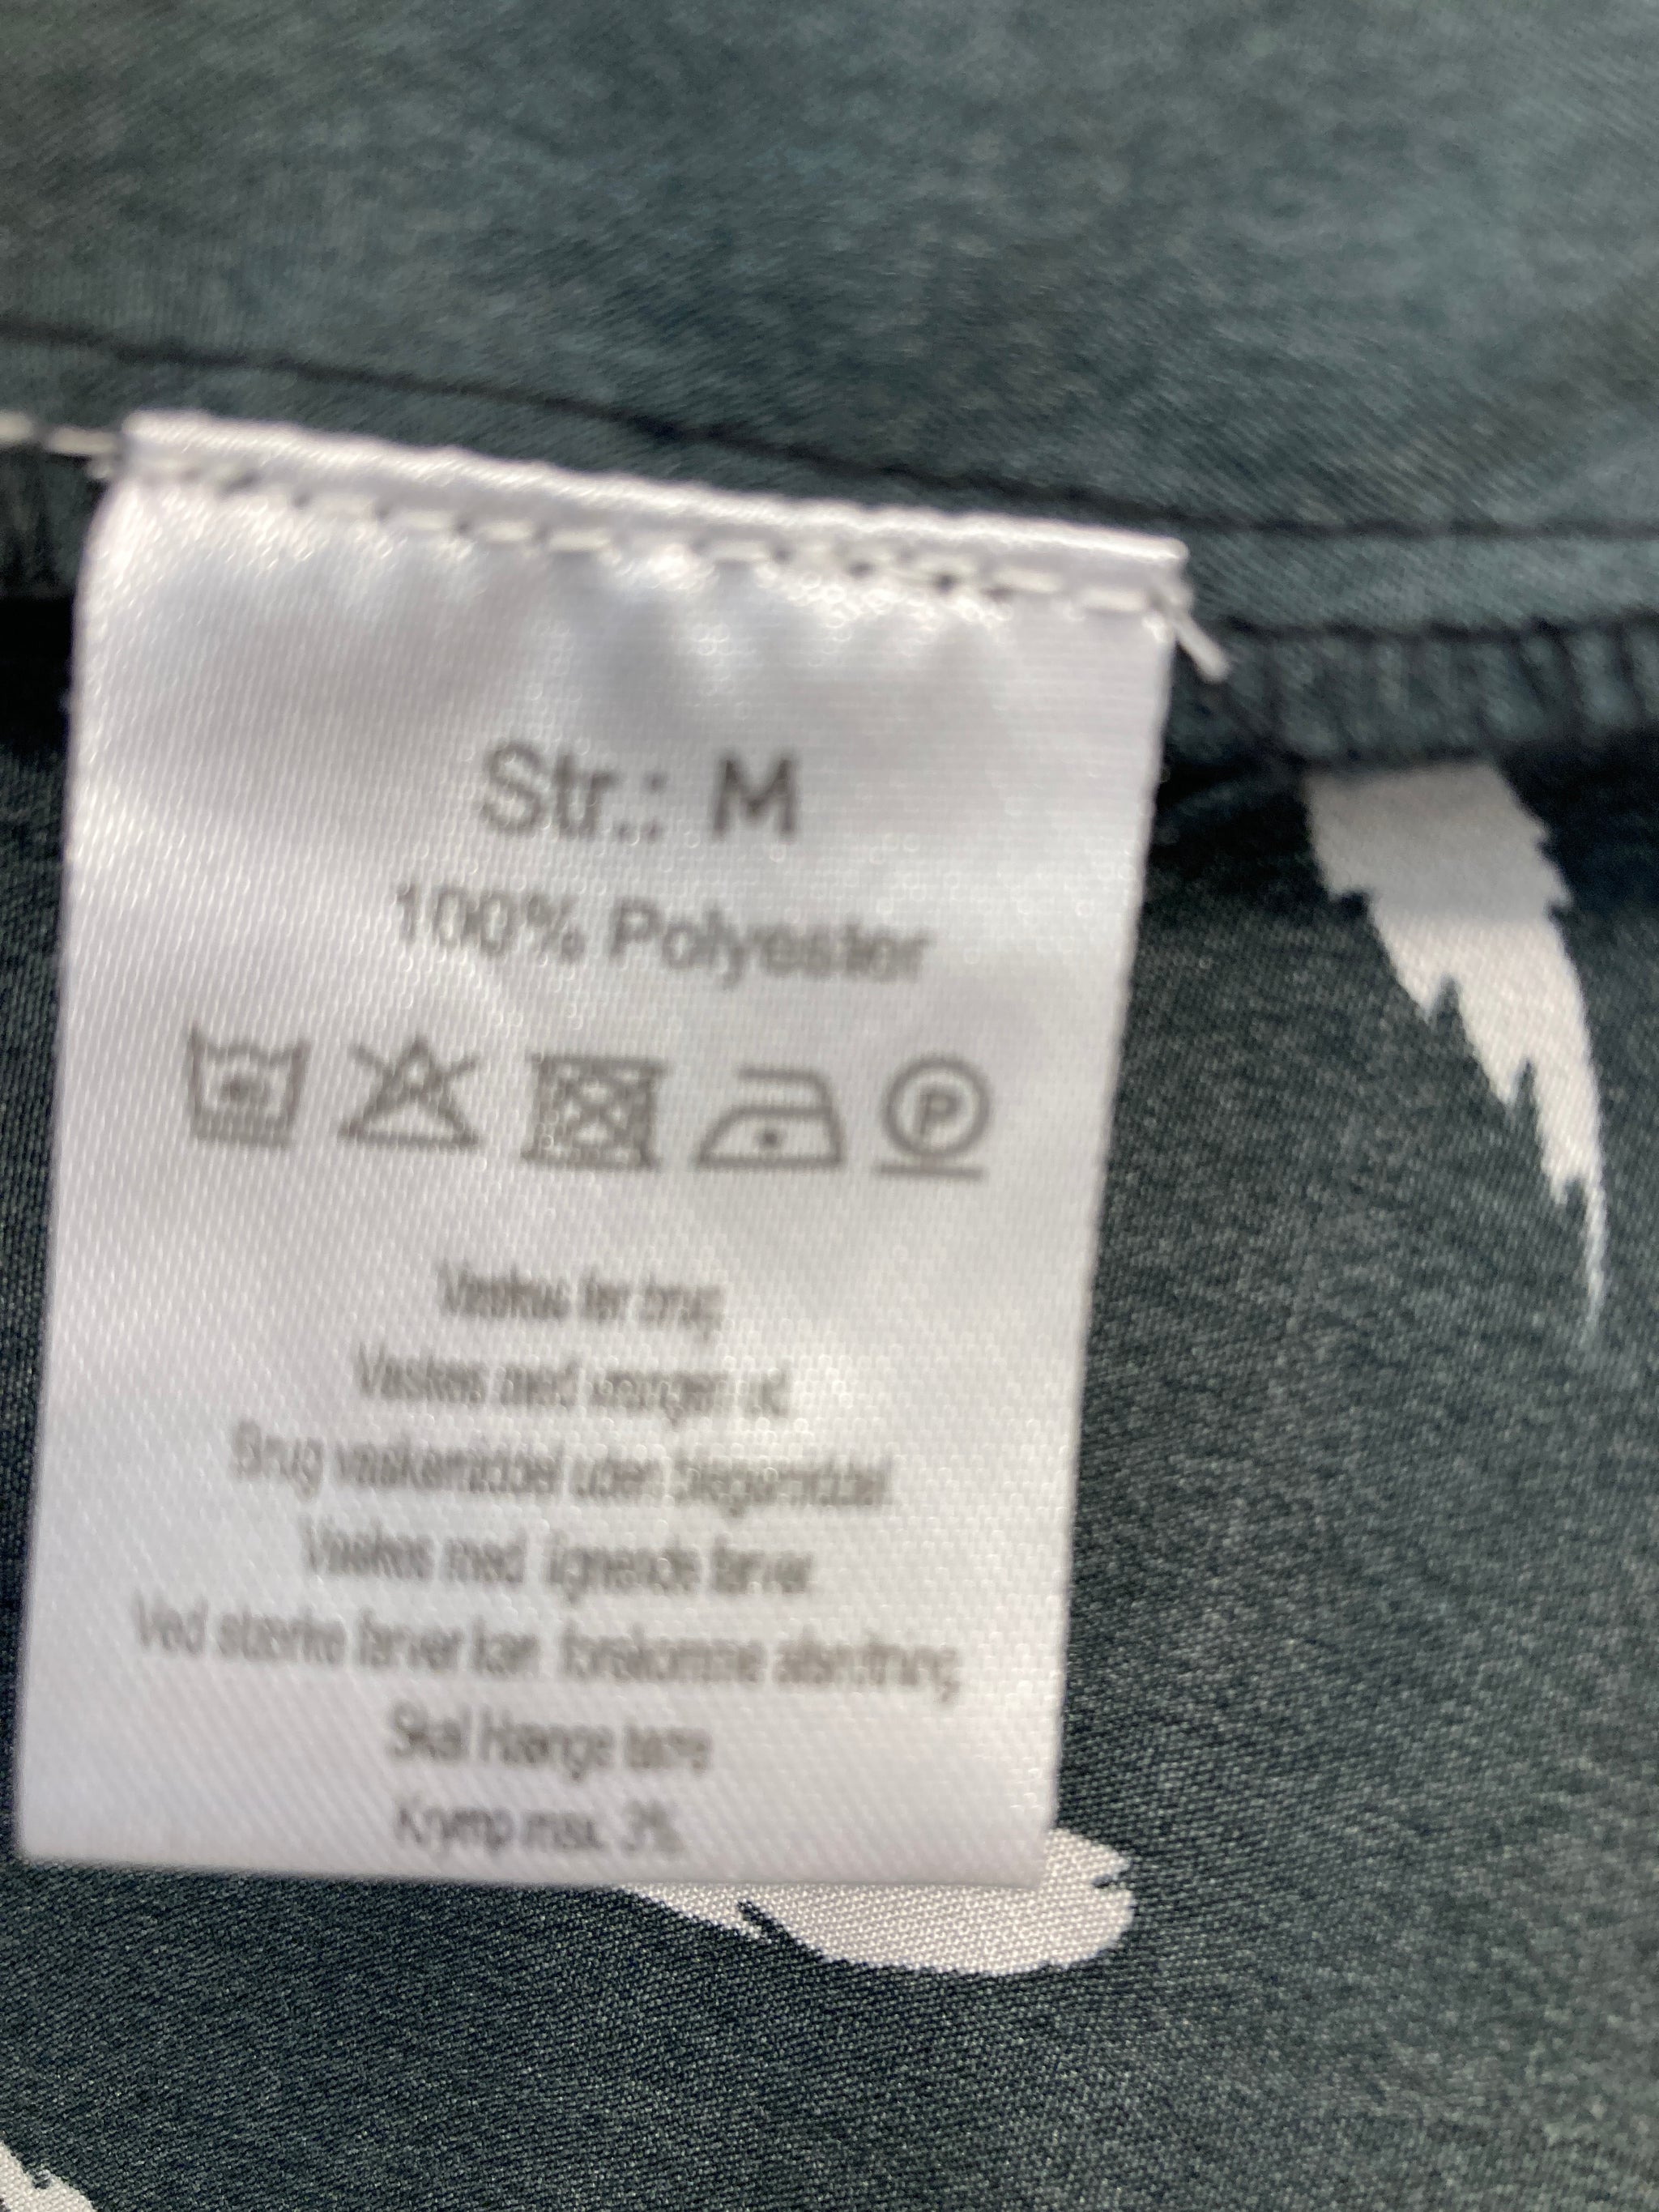 Str.: M
100% Polyester
P
Vaskes før brug
Vaskes med vrangen ud
Brug vaskemiddel uden blegemiddel
Vaskes med lignende farver
Ved stærke farver kan forekomme afsmitning
Skal Hænge tørre
Krymp max. 3%